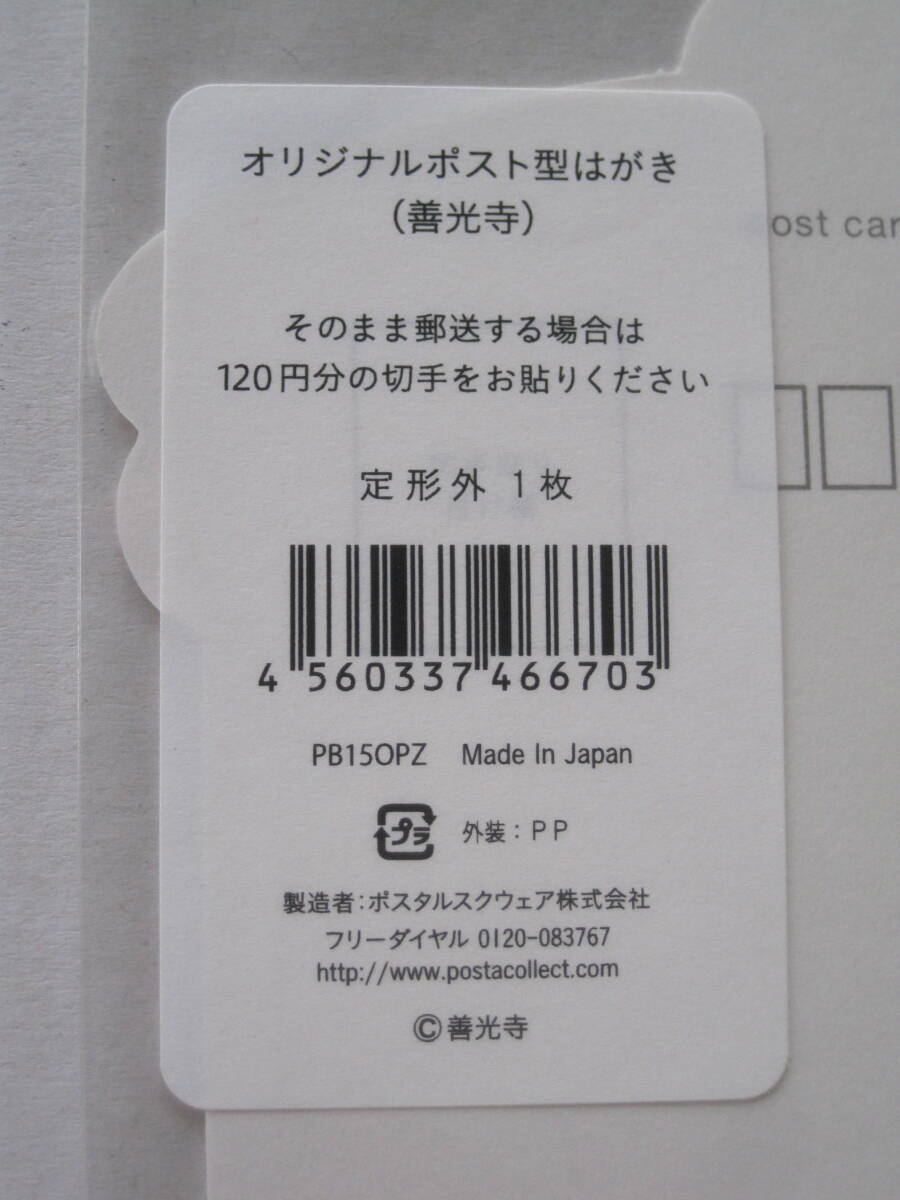 オリジナルポスト型はがき
（善光寺）
ost car
そのまま郵送する場合は
120円分の切手をお貼りください
定形外 1枚
4 560337 466703
PB15OPZ Made In Japan
プラ 外装：PP
製造者：ポスタルスクウェア株式会社
フリーダイヤル 0120-083767
http://www.postacollect.com
©善光寺